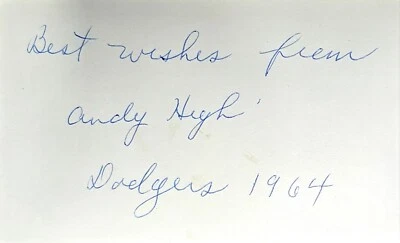 Best wishes from
Andy High
Dodgers 1964